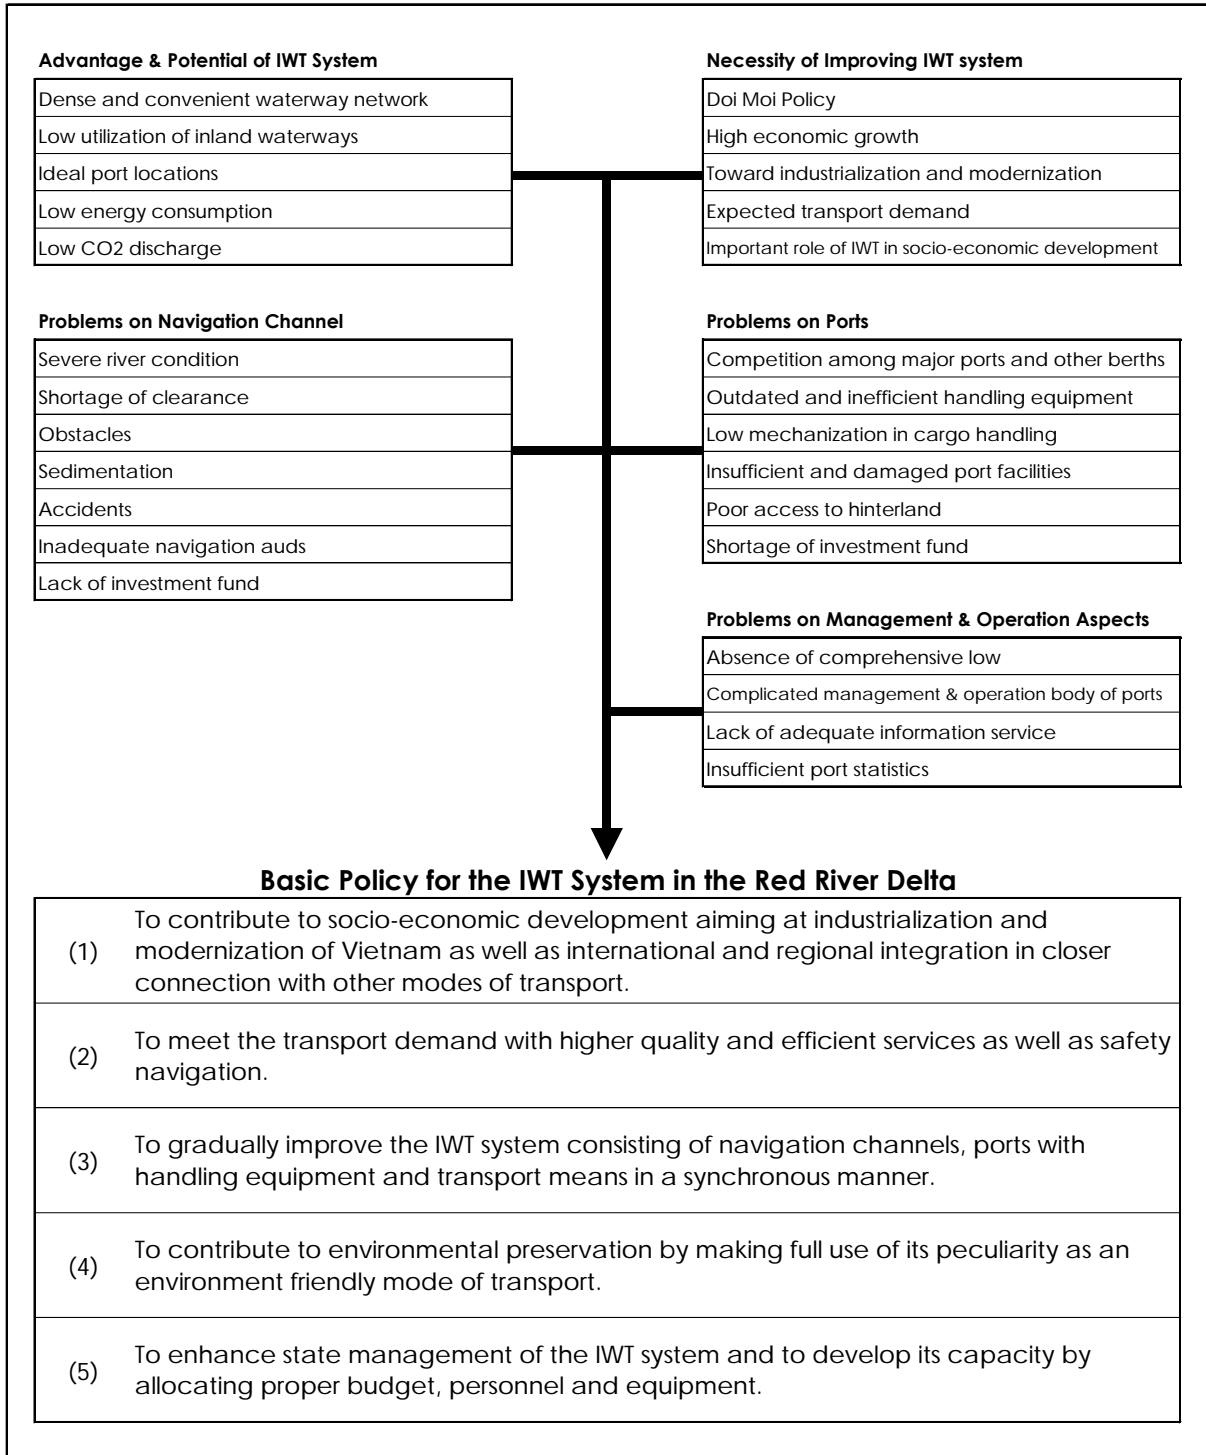 Advantage & Potential of IWT System
Dense and convenient waterway network
Low utilization of inland waterways
Ideal port locations
Low energy consumption
Low CO2 discharge
Necessity of Improving IWT system
Doi Moi Policy
High economic growth
Toward industrialization and modernization
Expected transport demand
Important role of IWT in socio-economic development
Problems on Navigation Channel
Severe river condition
Shortage of clearance
Obstacles
Sedimentation
Accidents
Inadequate navigation auds
Lack of investment fund
Problems on Ports
Competition among major ports and other berths
Outdated and inefficient handling equipment
Low mechanization in cargo handling
Insufficient and damaged port facilities
Poor access to hinterland
Shortage of investment fund
Problems on Management & Operation Aspects
Absence of comprehensive low
Complicated management & operation body of ports
Lack of adequate information service
Insufficient port statistics
Basic Policy for the IWT System in the Red River Delta
(1)
To contribute to socio-economic development aiming at industrialization and
modernization of Vietnam as well as international and regional integration in closer
connection with other modes of transport.
(2)
To meet the transport demand with higher quality and efficient services as well as safety
navigation.
(3)
To gradually improve the IWT system consisting of navigation channels, ports with
handling equipment and transport means in a synchronous manner.
(4)
To contribute to environmental preservation by making full use of its peculiarity as an
environment friendly mode of transport.
(5)
To enhance state management of the IWT system and to develop its capacity by
allocating proper budget, personnel and equipment.